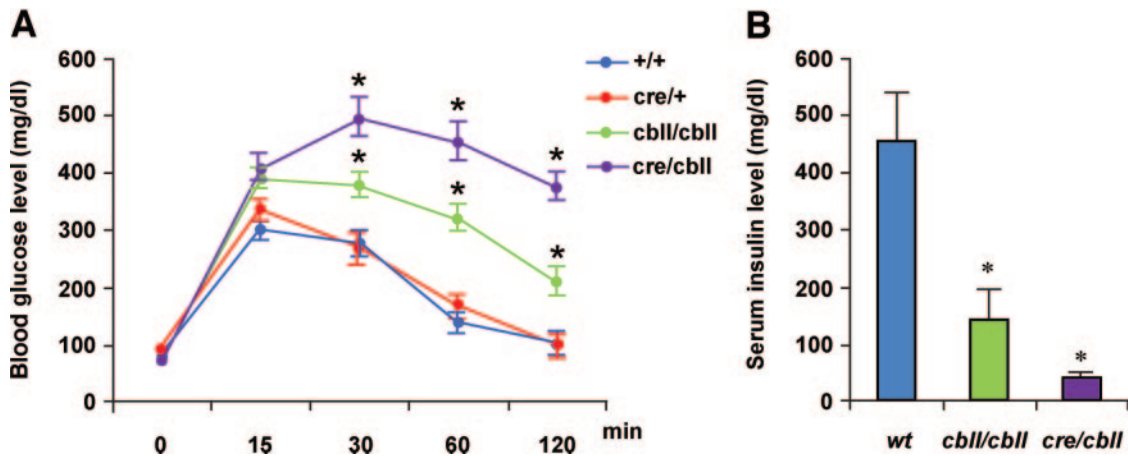 A
Blood glucose level (mg/dl)
600
500
400
300
200
100
0
* * *
* * *
0 15 30 60 120 min
+/+
cre/+
cbll/cbll
cre/cbll
B
Serum insulin level (mg/dl)
600
500
400
300
200
100
0
*
*
wt cbll/cbll cre/cbll